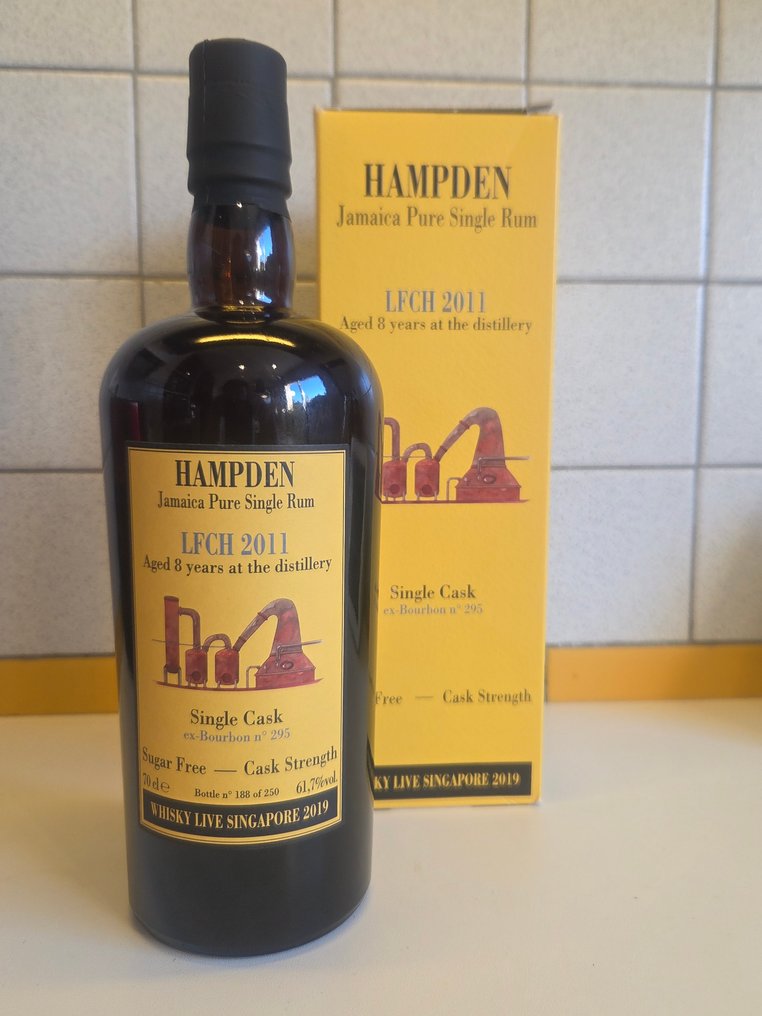 HAMPDEN
Jamaica Pure Single Rum
LFCH 2011
Aged 8 years at the distillery
Single Cask
ex-Bourbon n° 295
Sugar Free — Cask Strength
70 cl e Bottle n° 188 of 250 61,7%vol.
WHISKY LIVE SINGAPORE 2019
HAMPDEN
Jamaica Pure Single Rum
LFCH 2011
Aged 8 years at the distillery
Single Cask
ex-Bourbon n° 295
Free — Cask Strength
KY LIVE SINGAPORE 2019